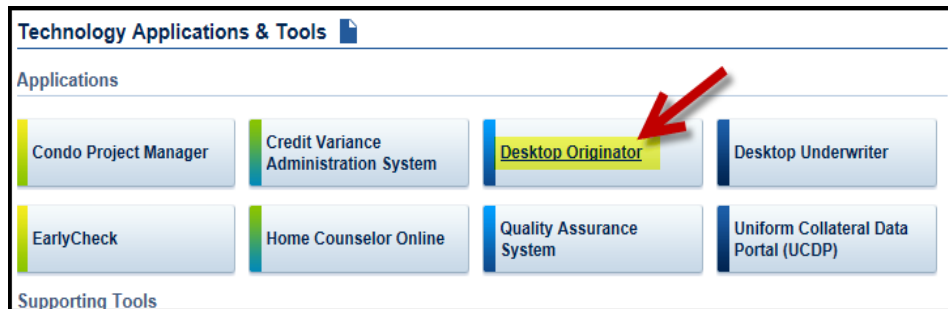 Technology Applications & Tools
Applications
Condo Project Manager
Credit Variance
Administration System
Desktop Originator
Desktop Underwriter
EarlyCheck
Home Counselor Online
Quality Assurance
System
Uniform Collateral Data
Portal (UCDP)
Supporting Tools